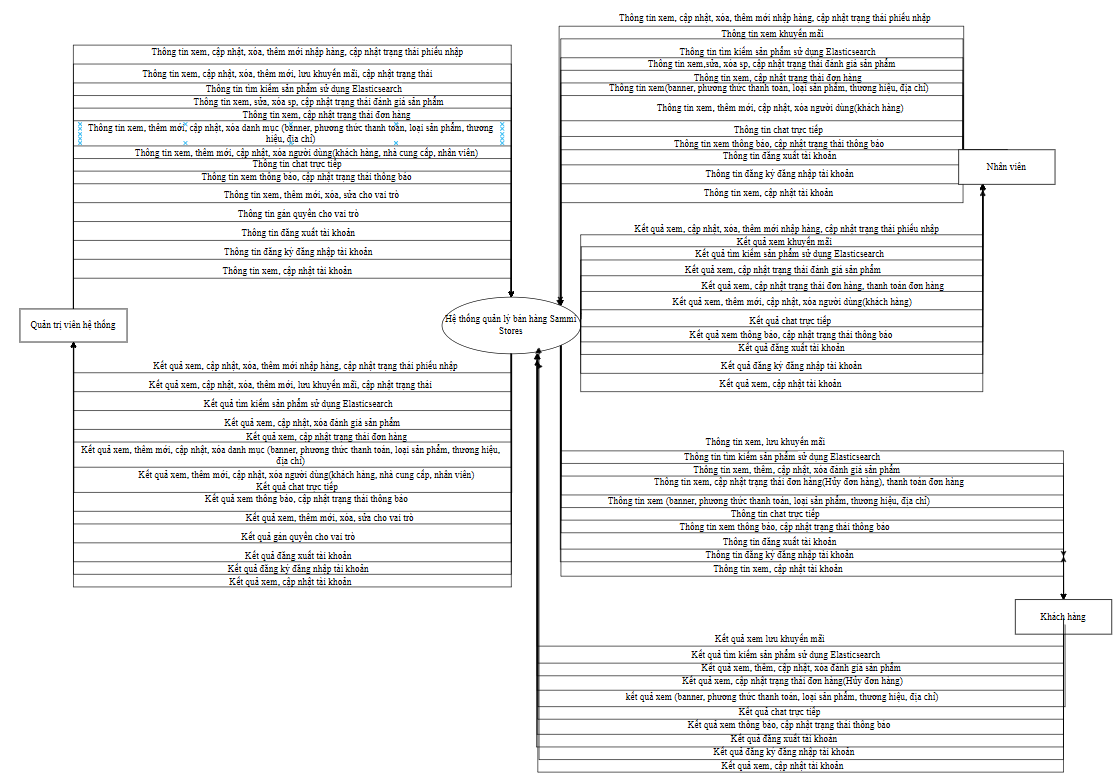 Thông tin xem, cập nhật, xóa, thêm mới nhập hàng, cập nhật trạng thái phiếu nhập
Thông tin xem, cập nhật, xóa, thêm mới, lưu khuyến mãi, cập nhật trạng thái
Thông tin tìm kiếm sản phẩm sử dụng Elasticsearch
Thông tin xem, sửa, xóa sp, cập nhật trạng thái đánh giá sản phẩm
Thông tin xem, cập nhật trạng thái đơn hàng
Thông tin xem, thêm mới, cập nhật, xóa danh mục (banner, phương thức thanh toán, loại sản phẩm, thương
hiệu, địa chỉ)
Thông tin xem, thêm mới, cập nhật, xóa người dùng(khách hàng, nhà cung cấp, nhân viên)
Thông tin chat trực tiếp
Thông tin xem thông báo, cập nhật trạng thái thông báo
Thông tin xem, thêm mới, xóa, sửa cho vai trò
Thông tin gán quyền cho vai trò
Thông tin đăng xuất tài khoản
Thông tin đăng ký đăng nhập tài khoản
Thông tin xem, cập nhật tài khoản
Quản trị viên hệ thống
Kết quả xem, cập nhật, xóa, thêm mới nhập hàng, cập nhật trạng thái phiếu nhập
Kết quả xem, cập nhật, xóa, thêm mới, lưu khuyến mãi, cập nhật trạng thái
Kết quả tìm kiếm sản phẩm sử dụng Elasticsearch
Kết quả xem, cập nhật, xóa đánh giá sản phẩm
Kết quả xem, cập nhật trạng thái đơn hàng
Kết quả xem, thêm mới, cập nhật, xóa danh mục (banner, phương thức thanh toán, loại sản phẩm, thương hiệu,
địa chỉ)
Kết quả xem, thêm mới, cập nhật, xóa người dùng(khách hàng, nhà cung cấp, nhân viên)
Kết quả chat trực tiếp
Kết quả xem thông báo, cập nhật trạng thái thông báo
Kết quả xem, thêm mới, xóa, sửa cho vai trò
Kết quả gán quyền cho vai trò
Kết quả đăng xuất tài khoản
Kết quả đăng ký đăng nhập tài khoản
Kết quả xem, cập nhật tài khoản
Hệ thống quản lý bán hàng Sammi
Stores
Thông tin xem, cập nhật, xóa, thêm mới nhập hàng, cập nhật trạng thái phiếu nhập
Thông tin xem khuyến mãi
Thông tin tìm kiếm sản phẩm sử dụng Elasticsearch
Thông tin xem,sửa, xóa sp, cập nhật trạng thái đánh giá sản phẩm
Thông tin xem, cập nhật trạng thái đơn hàng
Thông tin xem(banner, phương thức thanh toán, loại sản phẩm, thương hiệu, địa chỉ)
Thông tin xem, thêm mới, cập nhật, xóa người dùng(khách hàng)
Thông tin chat trực tiếp
Thông tin xem thông báo, cập nhật trạng thái thông báo
Thông tin đăng xuất tài khoản
Thông tin đăng ký đăng nhập tài khoản
Thông tin xem, cập nhật tài khoản
Nhân viên
Kết quả xem, cập nhật, xóa, thêm mới nhập hàng, cập nhật trạng thái phiếu nhập
Kết quả xem khuyến mãi
Kết quả tìm kiếm sản phẩm sử dụng Elasticsearch
Kết quả xem, cập nhật trạng thái đánh giá sản phẩm
Kết quả xem, cập nhật trạng thái đơn hàng, thanh toán đơn hàng
Kết quả xem, thêm mới, cập nhật, xóa người dùng(khách hàng)
Kết quả chat trực tiếp
Kết quả xem thông báo, cập nhật trạng thái thông báo
Kết quả đăng xuất tài khoản
Kết quả đăng ký đăng nhập tài khoản
Kết quả xem, cập nhật tài khoản
Thông tin xem, lưu khuyến mãi
Thông tin tìm kiếm sản phẩm sử dụng Elasticsearch
Thông tin xem, thêm, cập nhật, xóa đánh giá sản phẩm
Thông tin xem, cập nhật trạng thái đơn hàng(Hủy đơn hàng), thanh toán đơn hàng
Thông tin xem (banner, phương thức thanh toán, loại sản phẩm, thương hiệu, địa chỉ)
Thông tin chat trực tiếp
Thông tin xem thông báo, cập nhật trạng thái thông báo
Thông tin đăng xuất tài khoản
Thông tin đăng ký đăng nhập tài khoản
Thông tin xem, cập nhật tài khoản
Khách hàng
Kết quả xem lưu khuyến mãi
Kết quả tìm kiếm sản phẩm sử dụng Elasticsearch
Kết quả xem, thêm, cập nhật, xóa đánh giá sản phẩm
Kết quả xem, cập nhật trạng thái đơn hàng(Hủy đơn hàng)
kết quả xem (banner, phương thức thanh toán, loại sản phẩm, thương hiệu, địa chỉ)
Kết quả chat trực tiếp
Kết quả xem thông báo, cập nhật trạng thái thông báo
Kết quả đăng xuất tài khoản
Kết quả đăng ký đăng nhập tài khoản
Kết quả xem, cập nhật tài khoản